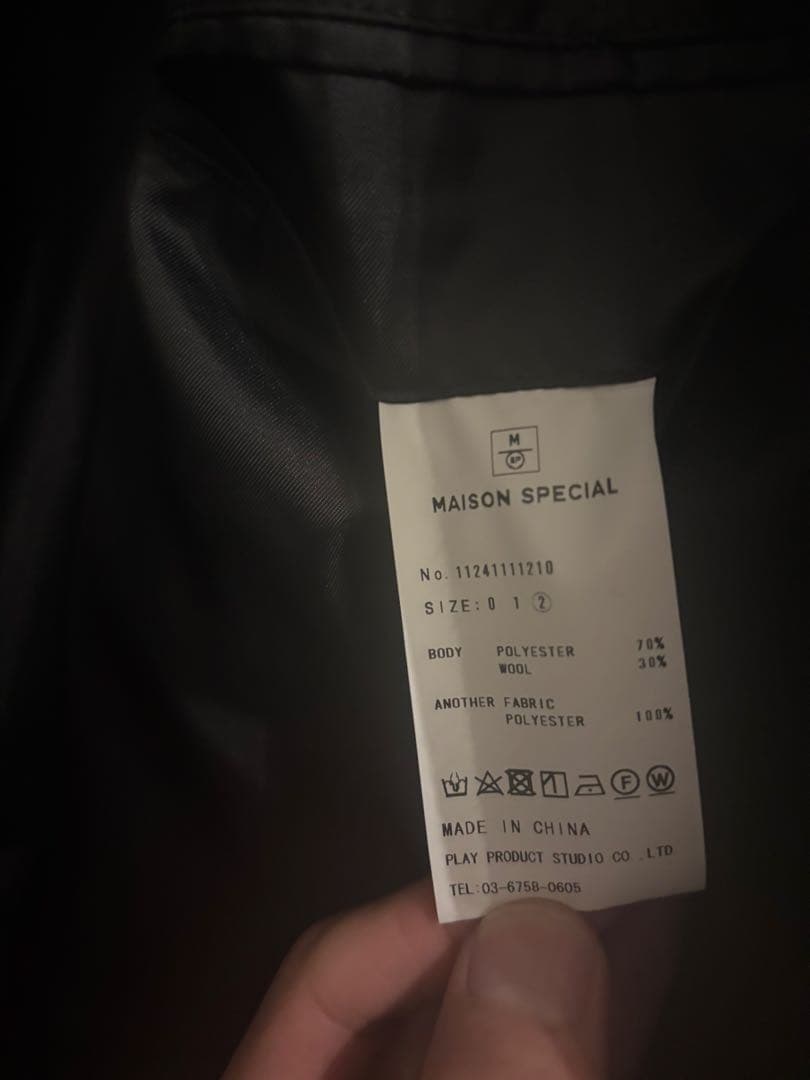 M
SP
MAISON SPECIAL
No. 11241111210
SIZE: 0 1 ②
BODY POLYESTER 70%
WOOL 30%
ANOTHER FABRIC
POLYESTER 100%
F W
MADE IN CHINA
PLAY PRODUCT STUDIO CO .LTD
TEL:03-6758-0605